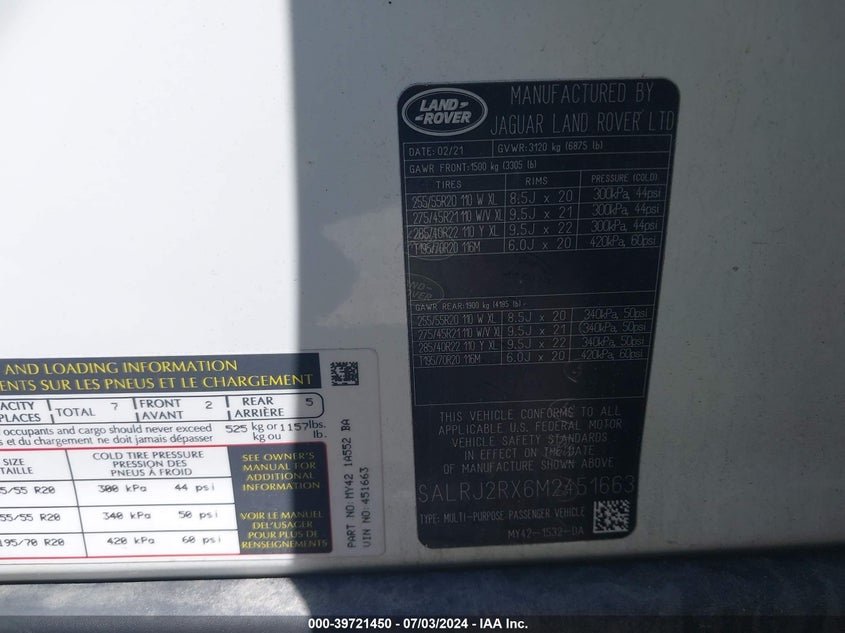 LAND ROVER
MANUFACTURED BY
JAGUAR LAND ROVER LTD
DATE: 02/21 GVWR: 3120 kg (6875 lb)
GAWR FRONT: 1500 kg (3305 lb)
TIRES RIMS PRESSURE (COLD)
255/55R20 110 W XL 8.5J x 20 300kPa, 44psi
275/45R21 110 W/V XL 9.5J x 21 300kPa, 44psi
285/40R22 110 Y XL 9.5J x 22 300kPa, 44psi
T195/70R20 116M 6.0J x 20 420kPa, 60psi
GAWR REAR: 1900 kg (4185 lb)
255/55R20 110 W XL 8.5J x 20 340kPa, 50psi
275/45R21 110 W/V XL 9.5J x 21 340kPa, 50psi
285/40R22 110 Y XL 9.5J x 22 340kPa, 50psi
T195/70R20 116M 6.0J x 20 420kPa, 60psi
THIS VEHICLE CONFORMS TO ALL
APPLICABLE U.S. FEDERAL MOTOR
VEHICLE SAFETY STANDARDS
IN EFFECT ON THE DATE
OF MANUFACTURE SHOWN ABOVE
SALRJ2RX6M2451663
TYPE: MULTI-PURPOSE PASSENGER VEHICLE
MY42-1532-DA
AND LOADING INFORMATION
SUR LES PNEUS ET LE CHARGEMENT
TOTAL 7 FRONT AVANT 2 REAR ARRIÈRE 5
occupants and cargo should never exceed 525 kg or 1157 lbs.
et du chargement ne doit jamais dépasser kg ou lb.
SIZE COLD TIRE PRESSURE
PRESSION DES
PNEUS À FROID
5/55 R20 300 kPa 44 psi
55/55 R20 340 kPa 50 psi
195/70 R20 420 kPa 60 psi
SEE OWNER'S
MANUAL FOR
ADDITIONAL
INFORMATION
VOIR LE MANUEL
DE L'USAGER
POUR PLUS DE
RENSEIGNEMENTS
PART NO: MY42 1A552 BA
VIN NO: 451663
000-39721450 - 07/03/2024 - IAA Inc.